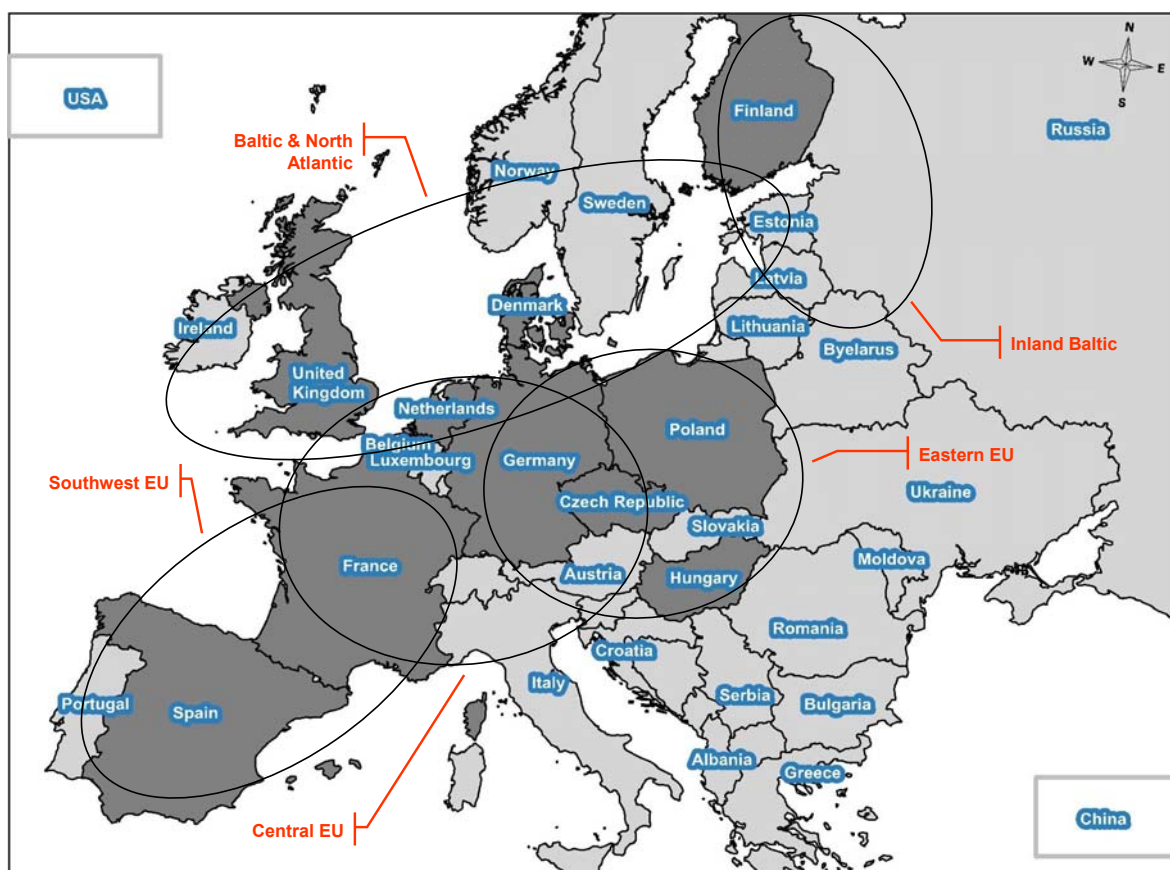 N
W E
S
USA
Finland
Russia
Baltic & North
Atlantic
Norway
Sweden
Estonia
Latvia
Denmark
Ireland
Lithuania
Inland Baltic
Byelarus
United
Kingdom
Netherlands
Poland
Belgium
Luxembourg
Germany
Eastern EU
Southwest EU
Ukraine
Czech Republic
Slovakia
France
Austria
Hungary
Moldova
Romania
Croatia
Italy
Serbia
Portugal
Spain
Bulgaria
Albania
Greece
Central EU
China